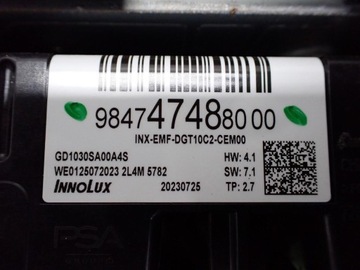 9847474880 00
INX-EMF-DGT10C2-CEM00
GD1030SA00A4S HW: 4.1
WE0125072023 2L4M 5782 SW: 7.1
INNOLUX 20230725 TP: 2.7
PSA